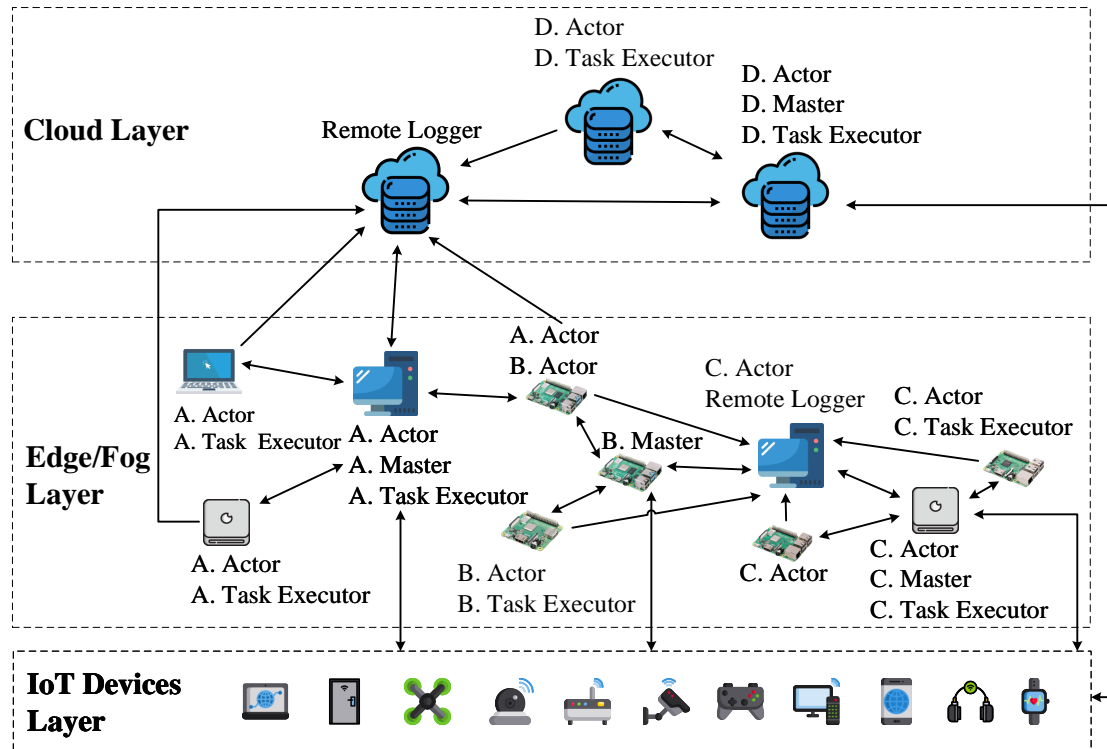 D. Actor
D. Task Executor
D. Actor
D. Master
D. Task Executor
Cloud Layer
Remote Logger
A. Actor
B. Actor
C. Actor
Remote Logger
C. Actor
C. Task Executor
A. Actor
A. Task Executor
A. Actor
A. Master
A. Task Executor
B. Master
Edge/Fog
Layer
A. Actor
A. Task Executor
B. Actor
B. Task Executor
C. Actor
C. Actor
C. Master
C. Task Executor
IoT Devices
Layer